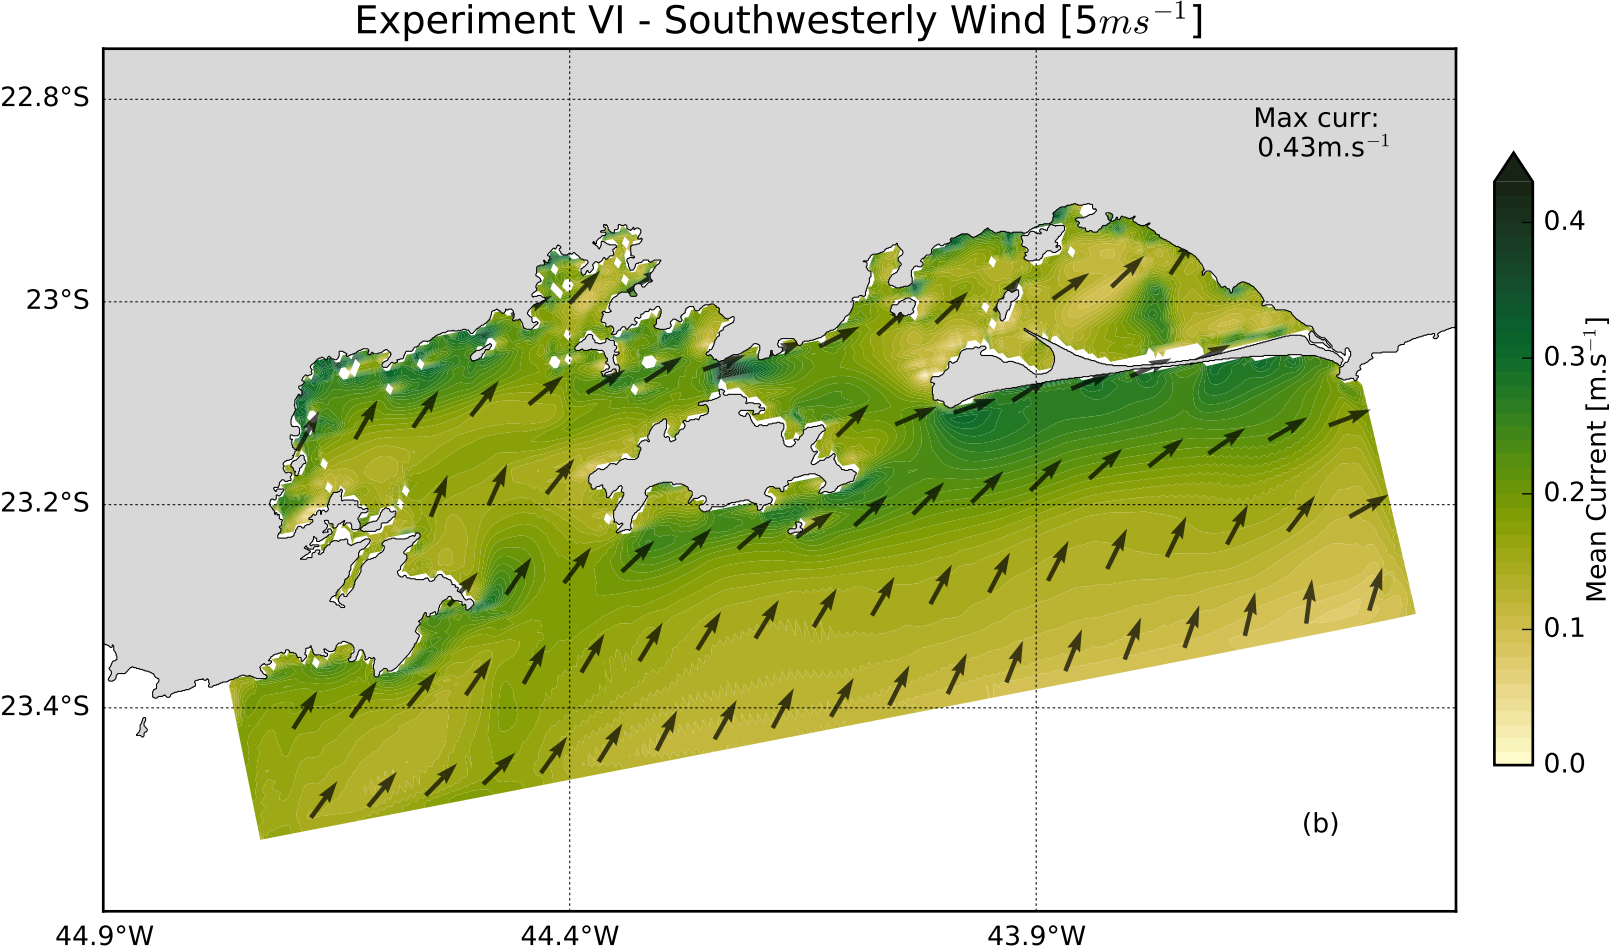 Experiment VI - Southwesterly Wind [5ms⁻¹]
22.8°S
Max curr:
0.43m.s⁻¹
0.4
23°S
0.3
Mean Current [m.s⁻¹]
23.2°S
0.2
0.1
23.4°S
0.0
(b)
44.9°W
44.4°W
43.9°W